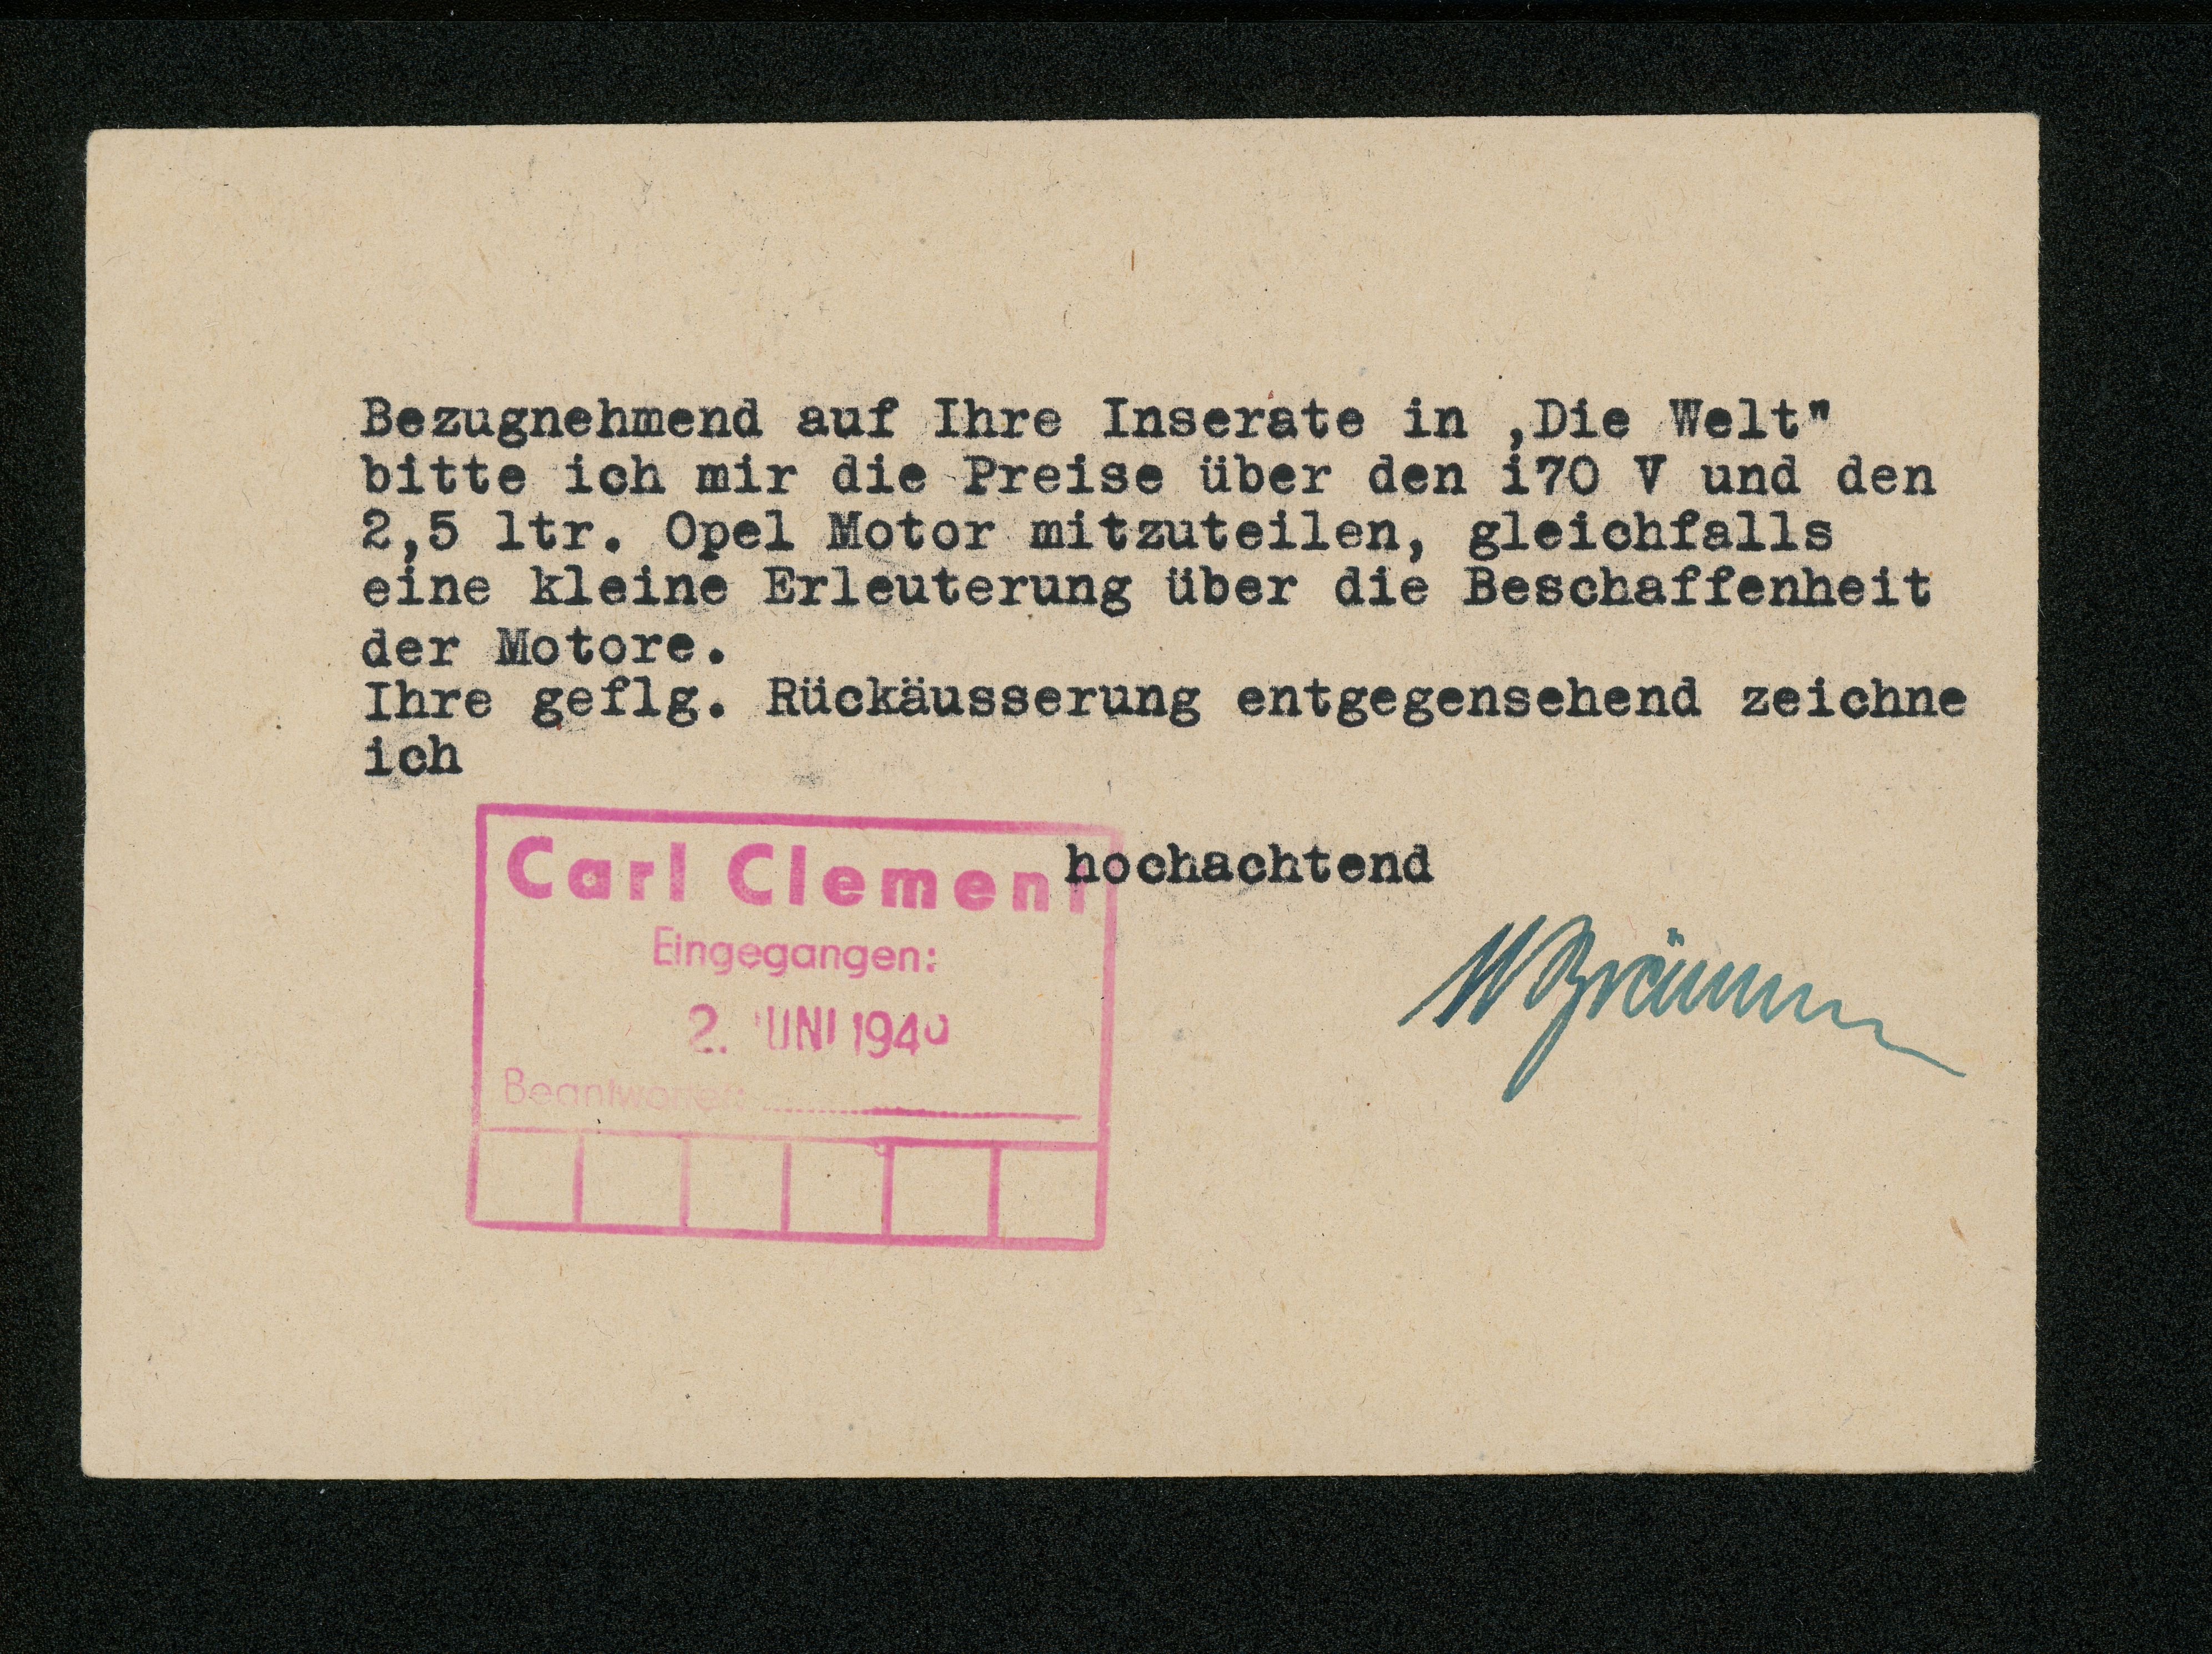 Bezugnehmend auf Ihre Inserate in ,Die Welt"
bitte ich mir die Preise über den i70 V und den
2,5 ltr. Opel Motor mitzuteilen, gleichfalls
eine kleine Erleuterung über die Beschaffenheit
der Motore.
Ihre geflg. Rückäusserung entgegensehend zeichne
ich
hochachtend
Carl Clement
Eingegangen:
2. JUNI 1949
Beantwortet: